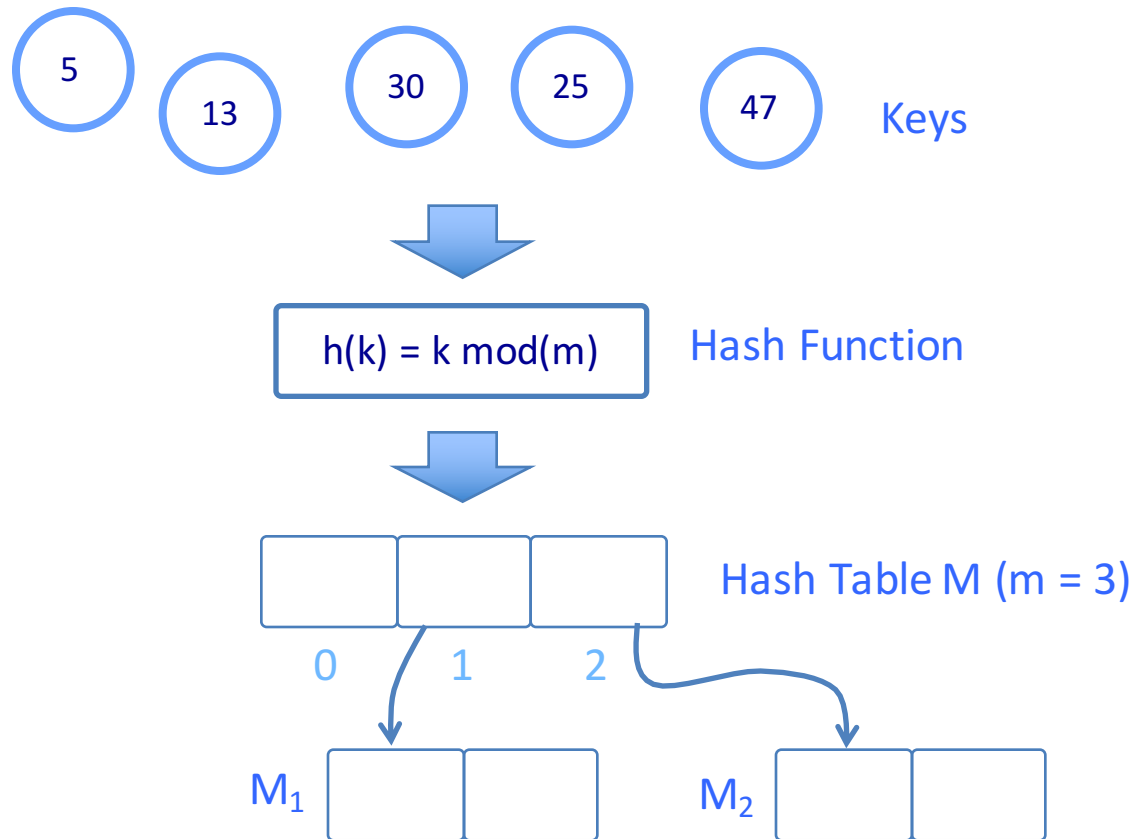 5
13
30
25
47
Keys
h(k) = k mod(m)
Hash Function
Hash Table M (m = 3)
0
1
2
M₁
M₂